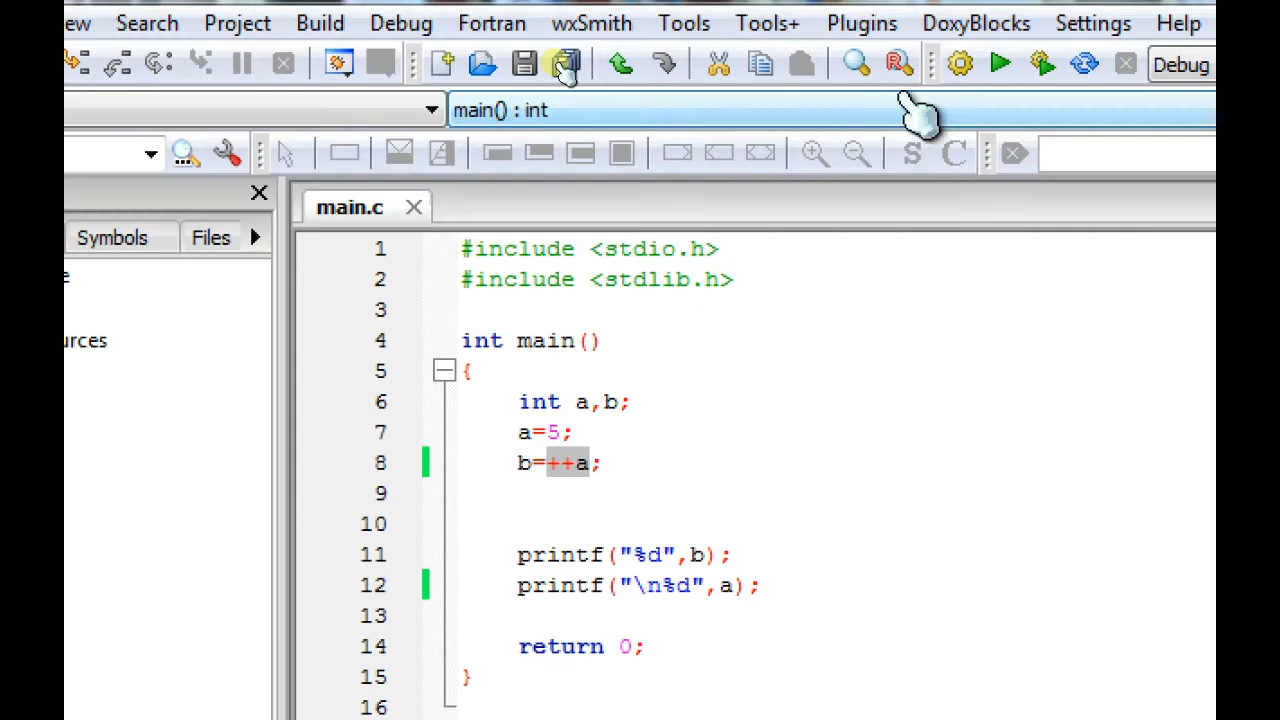 ew Search Project Build Debug Fortran wxSmith Tools Tools+ Plugins DoxyBlocks Settings Help
Debug
main() : int
S C
main.c
Symbols Files
e
urces
1 #include <stdio.h>
2 #include <stdlib.h>
3
4 int main()
5 {
6 int a,b;
7 a=5;
8 b=++a;
9
10
11 printf("%d",b);
12 printf("\n%d",a);
13
14 return 0;
15 }
16